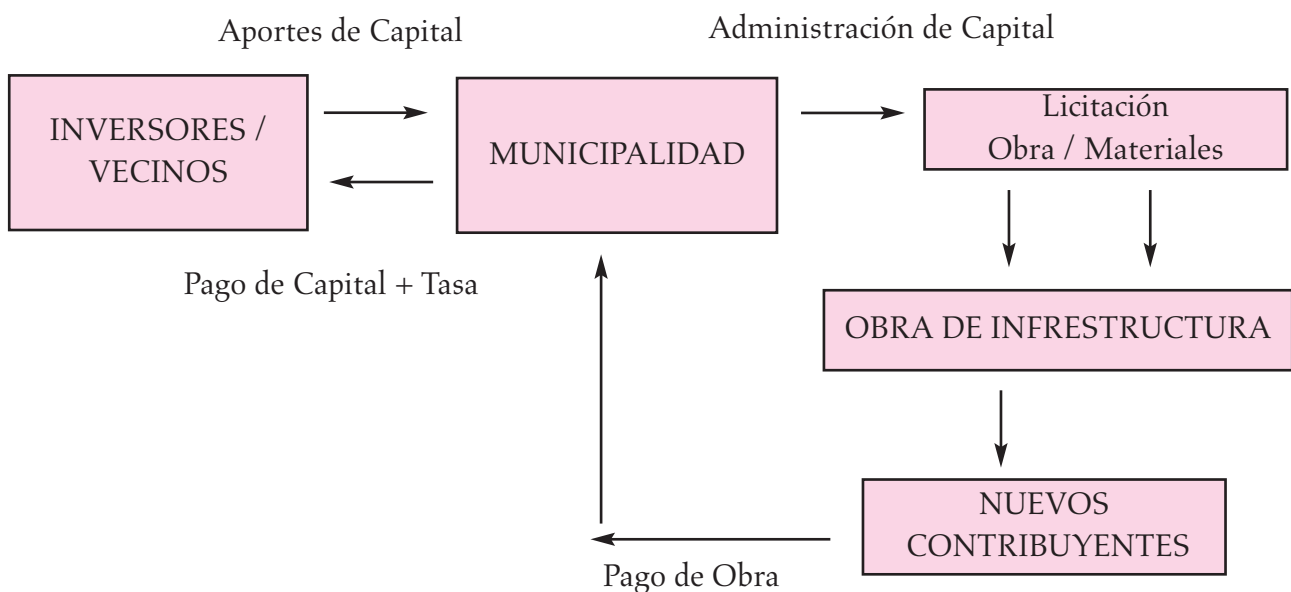 Aportes de Capital
Administración de Capital
INVERSORES /
VECINOS
MUNICIPALIDAD
Licitación
Obra / Materiales
Pago de Capital + Tasa
OBRA DE INFRESTRUCTURA
NUEVOS
CONTRIBUYENTES
Pago de Obra